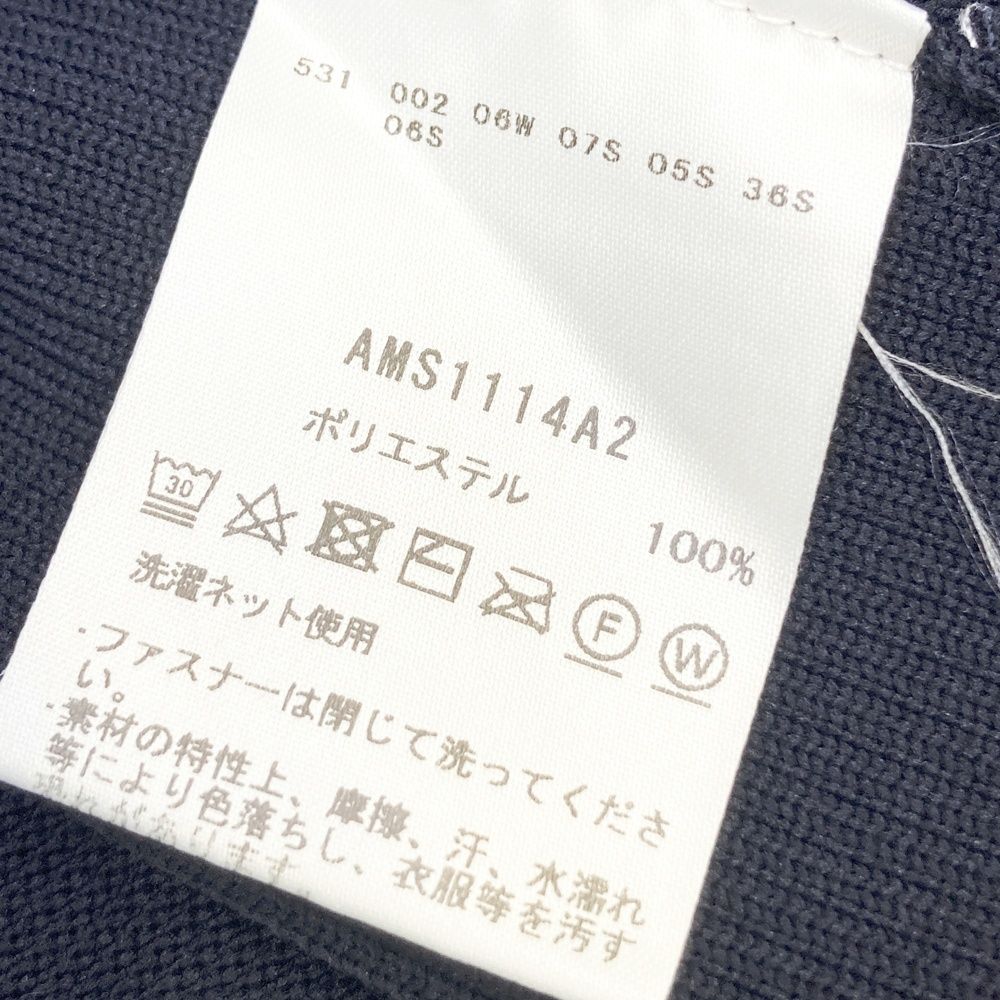 531 002 06W 07S 05S 36S
06S
AMS1114A2
ポリエステル 100%
30 F W
洗濯ネット使用
・ファスナーは閉じて洗ってくださ
い。
・素材の特性上、摩擦、汗、水濡れ
等により色落ちし、衣服等を汚す